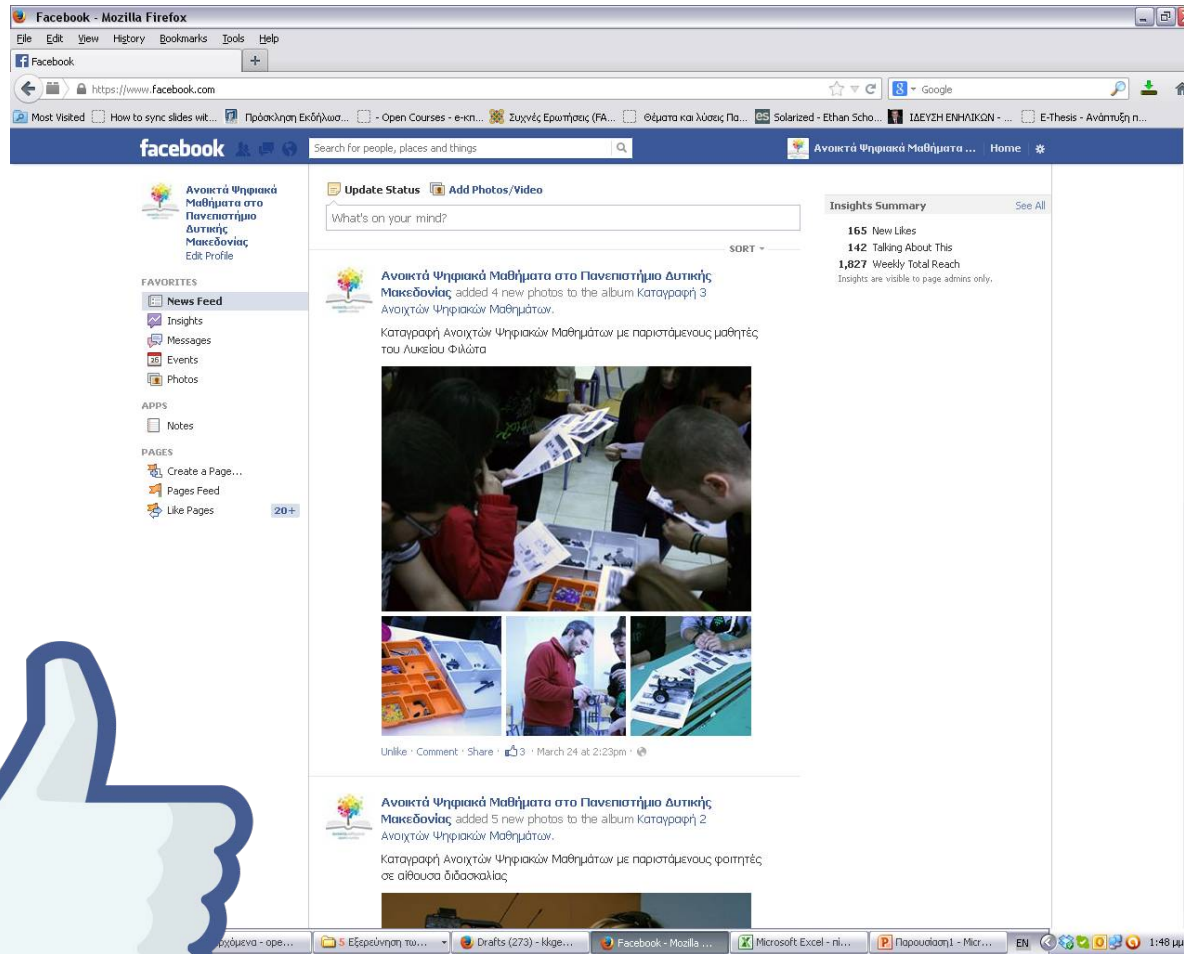 Facebook - Mozilla Firefox
File Edit View History Bookmarks Tools Help
Facebook
https://www.facebook.com
Google
Most Visited How to sync slides wit... Πρόσκληση Εκδήλωσ... - Open Courses - e-κπ... Συχνές Ερωτήσεις (FA... Θέματα και λύσεις Πα... Solarized - Ethan Scho... ΙΔΕΥΣΗ ΕΝΗΛΙΚΩΝ - ... E-Thesis - Ανάπτυξη π...
facebook Search for people, places and things Ανοικτά Ψηφιακά Μαθήματα ... Home
Ανοικτά Ψηφιακά
Μαθήματα στο
Πανεπιστήμιο
Δυτικής
Μακεδονίας
Edit Profile
FAVORITES
News Feed
Insights
Messages
Events
Photos
APPS
Notes
PAGES
Create a Page...
Pages Feed
Like Pages 20+
Update Status Add Photos/Video
What's on your mind?
SORT
Ανοικτά Ψηφιακά Μαθήματα στο Πανεπιστήμιο Δυτικής
Μακεδονίας added 4 new photos to the album Καταγραφή 3
Ανοιχτών Ψηφιακών Μαθημάτων.
Καταγραφή Ανοιχτών Ψηφιακών Μαθημάτων με παριστάμενους μαθητές
του Λυκείου Φιλώτα
Unlike · Comment · Share · 3 · March 24 at 2:23pm ·
Ανοικτά Ψηφιακά Μαθήματα στο Πανεπιστήμιο Δυτικής
Μακεδονίας added 5 new photos to the album Καταγραφή 2
Ανοιχτών Ψηφιακών Μαθημάτων.
Καταγραφή Ανοιχτών Ψηφιακών Μαθημάτων με παριστάμενους φοιτητές
σε αίθουσα διδασκαλίας
Insights Summary See All
165 New Likes
142 Talking About This
1,827 Weekly Total Reach
Insights are visible to page admins only.
- ope... 5 Εξερεύνηση τω... Drafts (273) - kkge... Facebook - Mozilla ... Microsoft Excel - πi... Παρουσίαση1 - Micr... EN 1:48 μμ